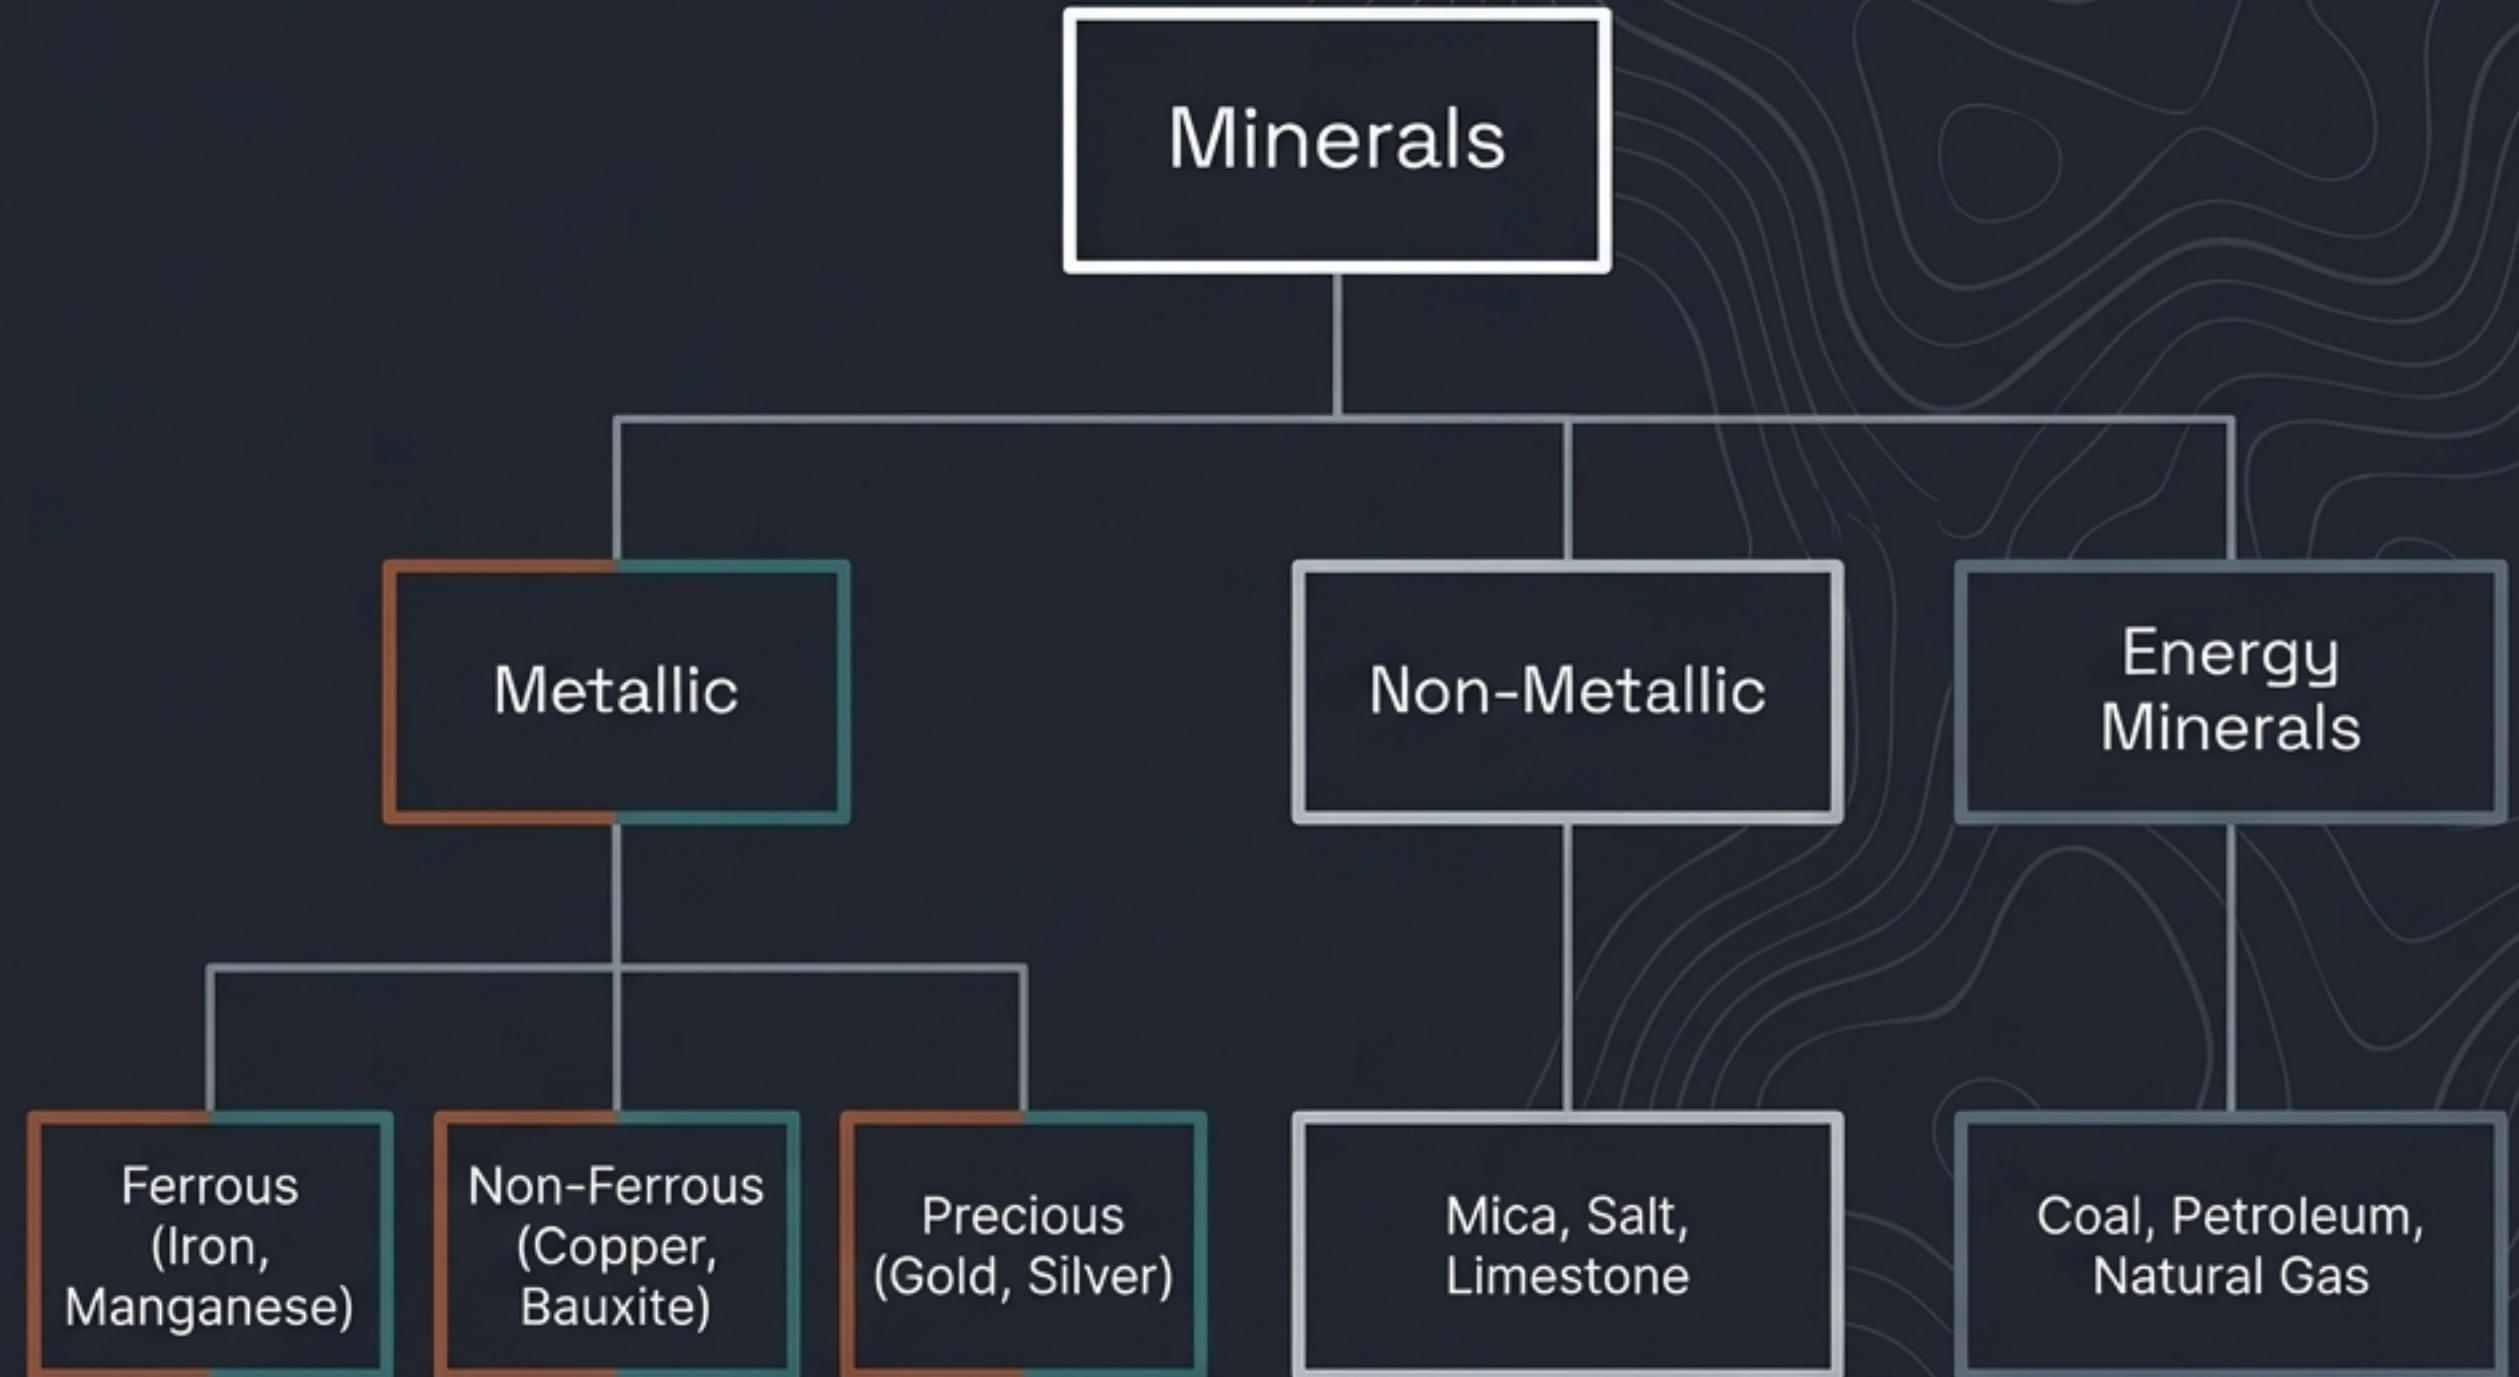 Minerals
Metallic
Non-Metallic
Energy
Minerals
Ferrous
(Iron,
Manganese)
Non-Ferrous
(Copper,
Bauxite)
Precious
(Gold, Silver)
Mica, Salt,
Limestone
Coal, Petroleum,
Natural Gas